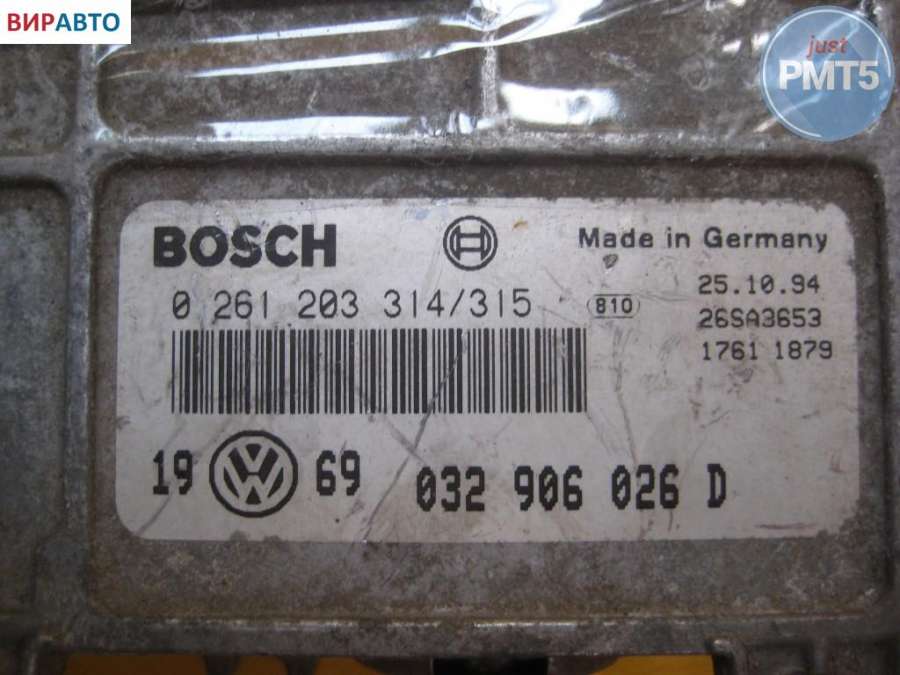 ВИРАВТО
just
PMT5
BOSCH
Made in Germany
0 261 203 314/315
810
25.10.94
26SA3653
1761 1879
19 69 032 906 026 D